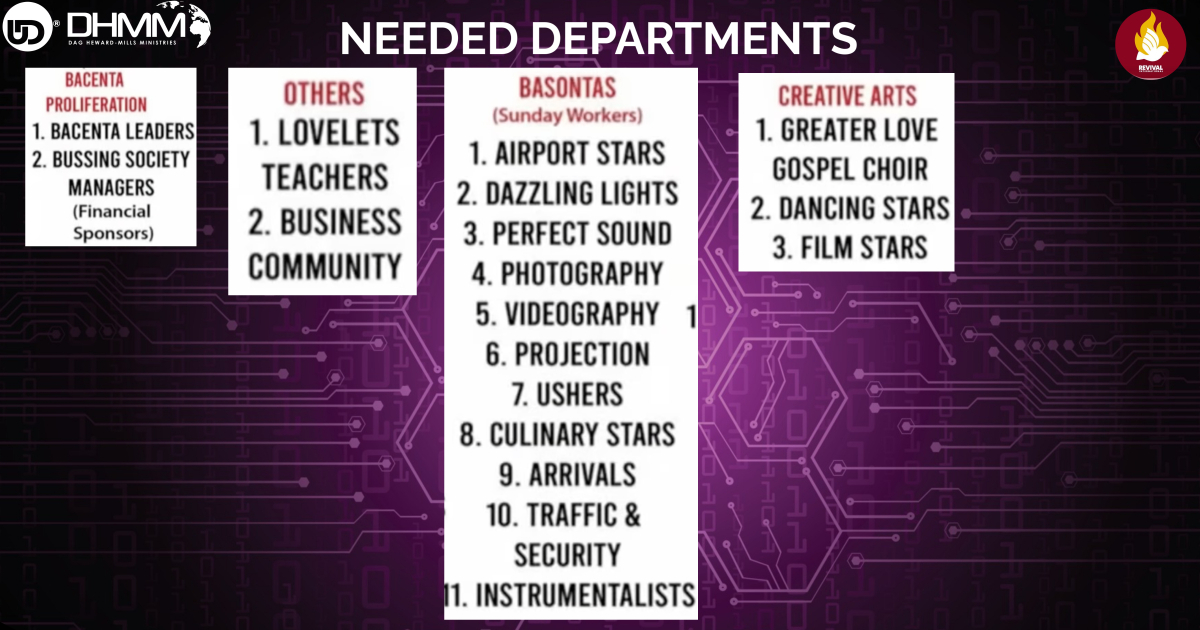 UD®
DHMM
DAG HEWARD-MILLS MINISTRIES
NEEDED DEPARTMENTS
REVIVAL
BACENTA
PROLIFERATION
1. BACENTA LEADERS
2. BUSSING SOCIETY
MANAGERS
(Financial
Sponsors)
OTHERS
1. LOVELETS
TEACHERS
2. BUSINESS
COMMUNITY
BASONTAS
(Sunday Workers)
1. AIRPORT STARS
2. DAZZLING LIGHTS
3. PERFECT SOUND
4. PHOTOGRAPHY
5. VIDEOGRAPHY 1
6. PROJECTION
7. USHERS
8. CULINARY STARS
9. ARRIVALS
10. TRAFFIC &
SECURITY
11. INSTRUMENTALISTS
CREATIVE ARTS
1. GREATER LOVE
GOSPEL CHOIR
2. DANCING STARS
3. FILM STARS